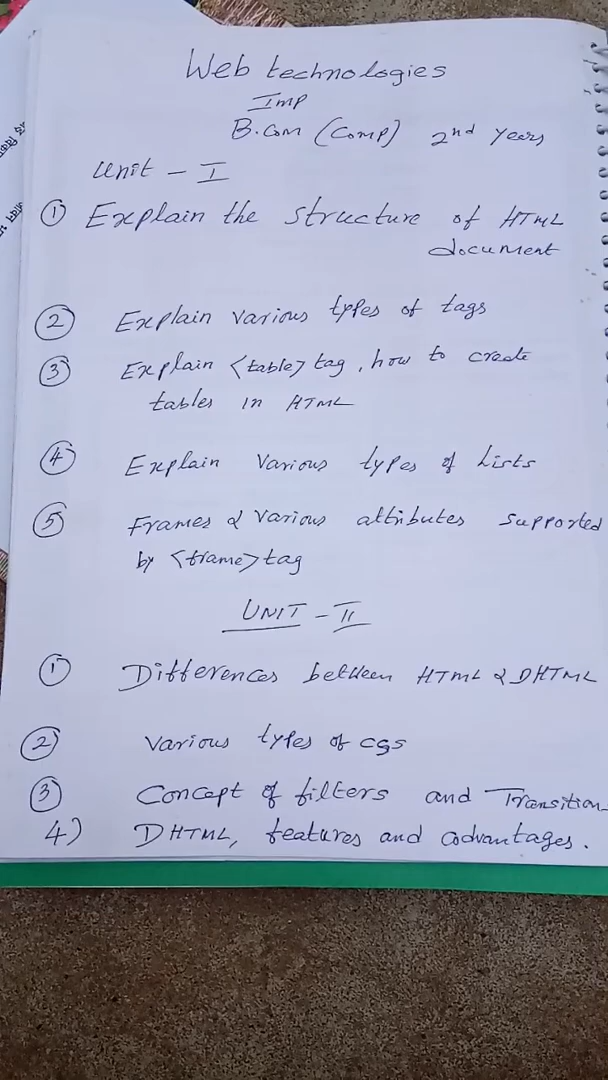 Web technologies
Imp
B.Com (Comp) 2nd years
Unit - I
① Explain the structure of HTML
document
② Explain various types of tags
③ Explain <table> tag, how to create
tables in HTML
④ Explain Various types of Lists
⑤ Frames & various attributes supported
by <frame> tag
UNIT - II
① Differences between HTML & DHTML
② Various types of css
③ Concept of filters and Transition
4) DHTML, features and advantages.